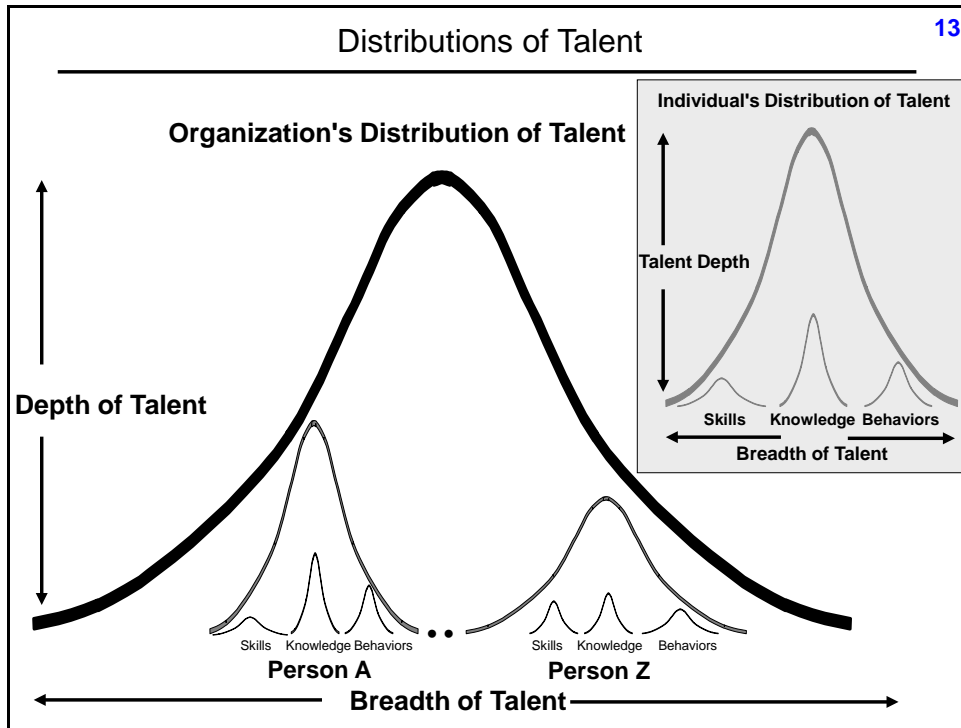 13
Distributions of Talent
Individual's Distribution of Talent
Organization's Distribution of Talent
Talent Depth
Skills Knowledge Behaviors
Breadth of Talent
Depth of Talent
Skills Knowledge Behaviors
Person A
Skills Knowledge Behaviors
Person Z
Breadth of Talent